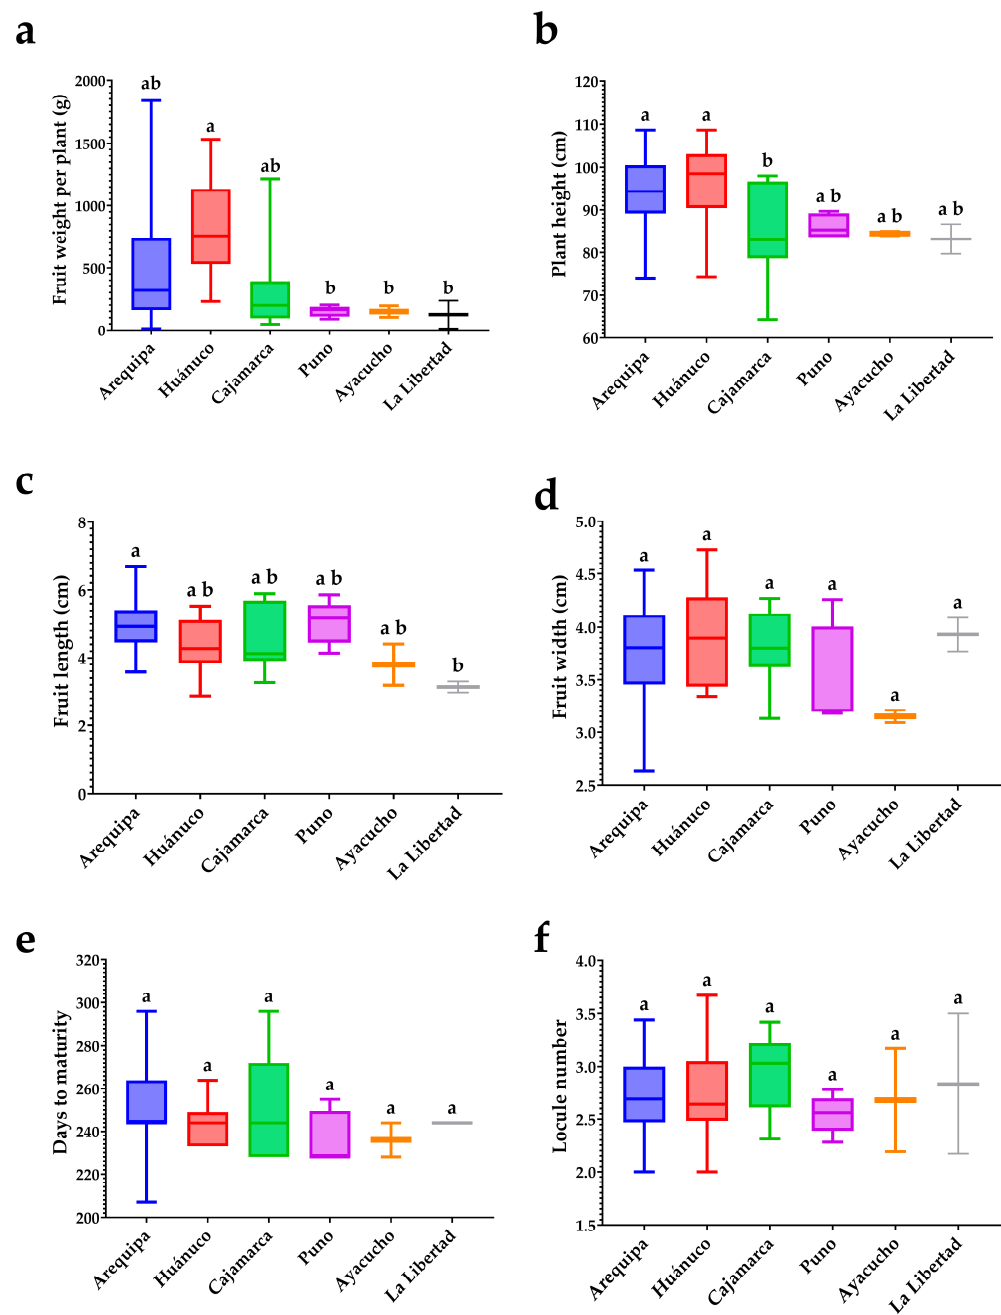 a
Fruit weight per plant (g)
2000
1500
1000
500
0
ab
a
ab
b
b
b
Arequipa
Huánuco
Cajamarca
Puno
Ayacucho
La Libertad
b
Plant height (cm)
120
110
100
90
80
70
60
a
a
b
a b
a b
a b
Arequipa
Huánuco
Cajamarca
Puno
Ayacucho
La Libertad
c
Fruit length (cm)
8
6
4
2
0
a
a b
a b
a b
a b
b
Arequipa
Huánuco
Cajamarca
Puno
Ayacucho
La Libertad
d
Fruit width (cm)
5.0
4.5
4.0
3.5
3.0
2.5
a
a
a
a
a
a
Arequipa
Huánuco
Cajamarca
Puno
Ayacucho
La Libertad
e
Days to maturity
320
300
280
260
240
220
200
a
a
a
a
a
a
Arequipa
Huánuco
Cajamarca
Puno
Ayacucho
La Libertad
f
Locule number
4.0
3.5
3.0
2.5
2.0
1.5
a
a
a
a
a
a
Arequipa
Huánuco
Cajamarca
Puno
Ayacucho
La Libertad